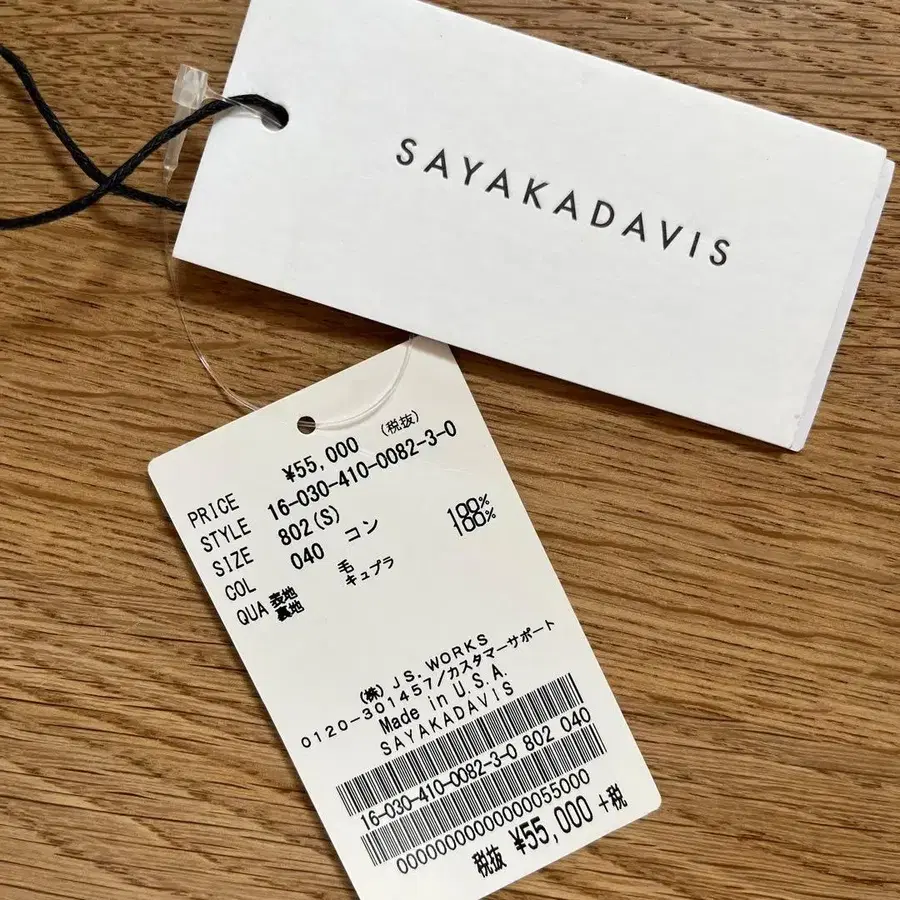 SAYAKADAVIS
PRICE ¥55,000 (税抜)
STYLE 16-030-410-0082-3-0
SIZE 802(S)
COL 040 コン
QUA 表地 毛 100%
裏地 キュプラ 100%
(株) JS.WORKS
0120-301457/カスタマーサポート
Made in U.S.A.
SAYAKADAVIS
16-030-410-0082-3-0 802 040
0000000000000055000
税抜 ¥55,000 +税